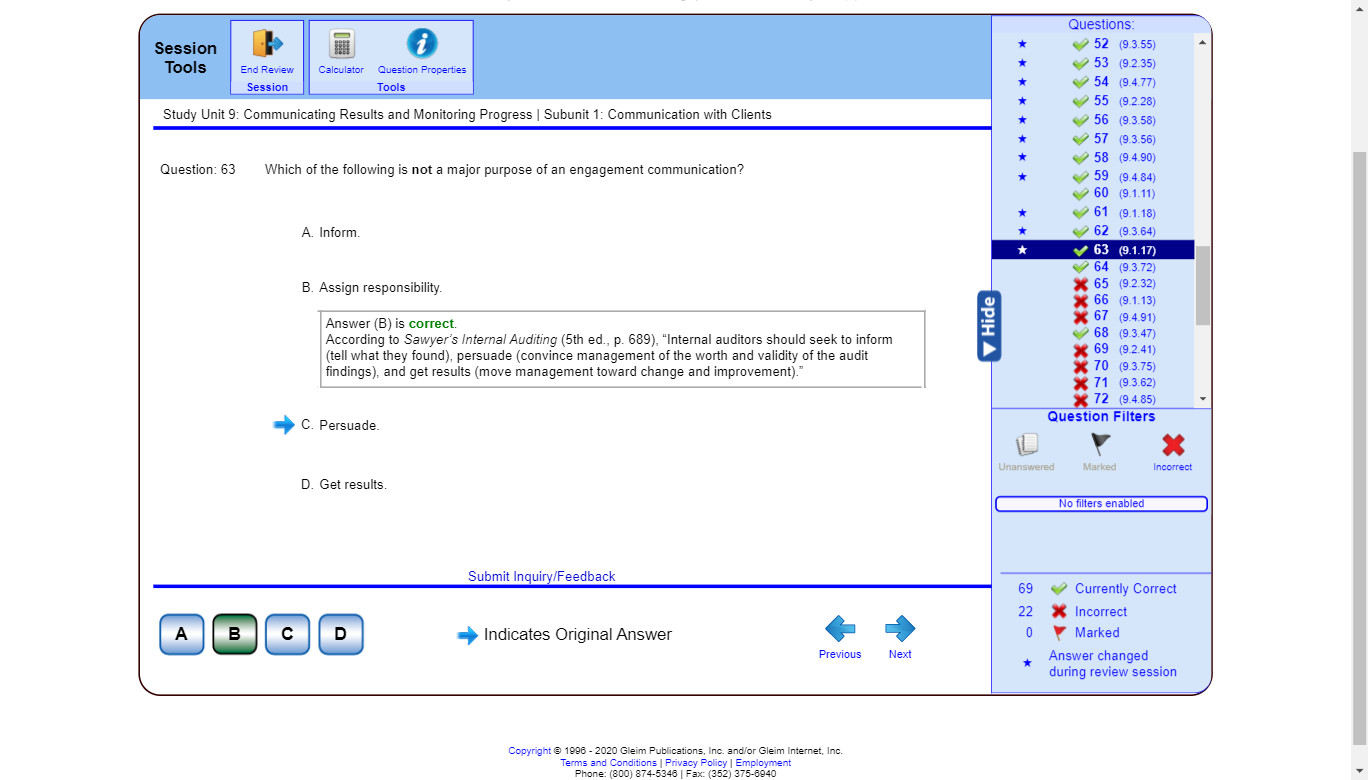 Session
Tools
End Review
Session
Calculator
Question Properties
Tools
Study Unit 9: Communicating Results and Monitoring Progress | Subunit 1: Communication with Clients
Question: 63
Which of the following is not a major purpose of an engagement communication?
A. Inform.
B. Assign responsibility.
Answer (B) is correct.
According to Sawyer's Internal Auditing (5th ed., p. 689), “Internal auditors should seek to inform
(tell what they found), persuade (convince management of the worth and validity of the audit
findings), and get results (move management toward change and improvement).”
C. Persuade.
D. Get results.
Submit Inquiry/Feedback
A
B
C
D
Indicates Original Answer
Previous
Next
Hide
Questions:
52 (9.3.55)
53 (9.2.35)
54 (9.4.77)
55 (9.2.28)
56 (9.3.58)
57 (9.3.56)
58 (9.4.90)
59 (9.4.84)
60 (9.1.11)
61 (9.1.18)
62 (9.3.64)
63 (9.1.17)
64 (9.3.72)
65 (9.2.32)
66 (9.1.13)
67 (9.4.91)
68 (9.3.47)
69 (9.2.41)
70 (9.3.75)
71 (9.3.62)
72 (9.4.85)
Question Filters
Unanswered
Marked
Incorrect
No filters enabled
69 Currently Correct
22 Incorrect
0 Marked
Answer changed
during review session
Copyright © 1996 - 2020 Gleim Publications, Inc. and/or Gleim Internet, Inc.
Terms and Conditions | Privacy Policy | Employment
Phone: (800) 874-5346 | Fax: (352) 375-6940